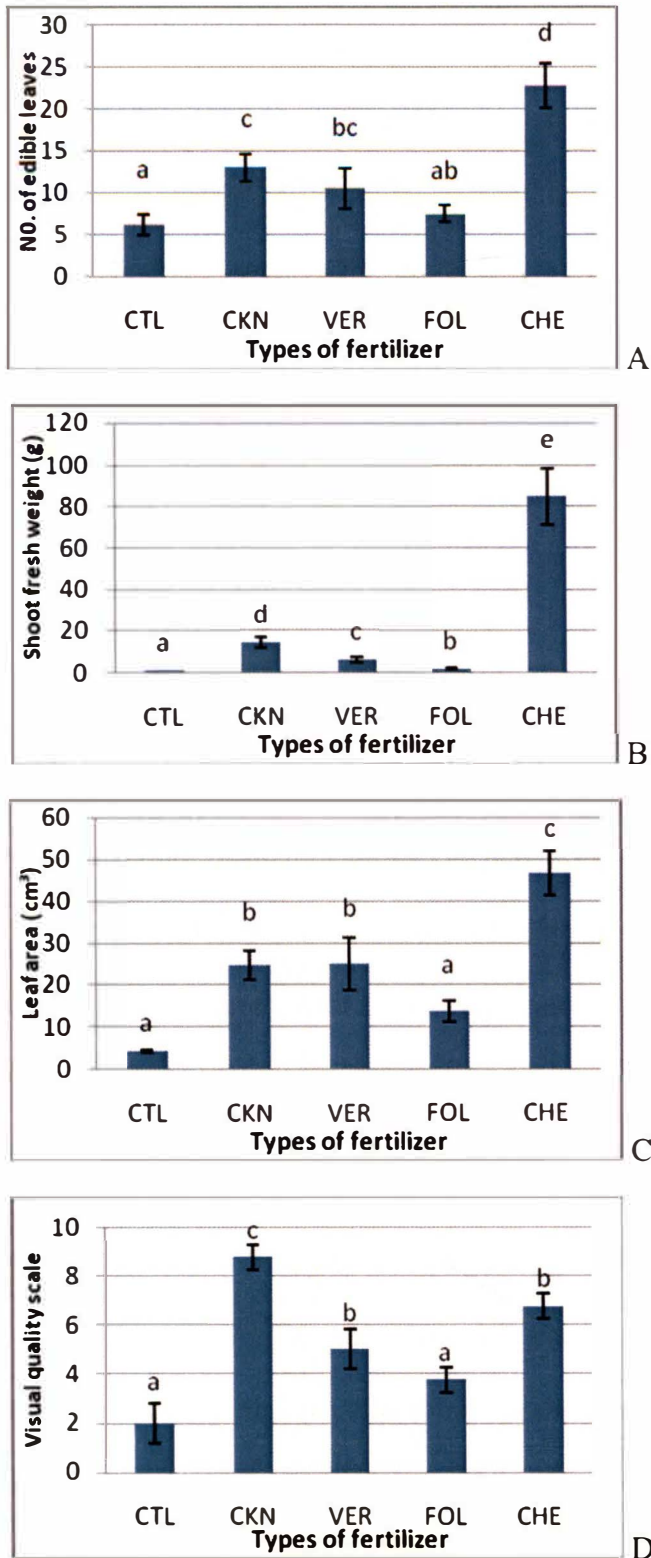 30
25
20
15
10
5
0
N0. of edible leaves
a
c
bc
ab
d
CTL CKN VER FOL CHE
Types of fertilizer
A
120
100
80
60
40
20
0
Shoot fresh weight (g)
a
d
c
b
e
CTL CKN VER FOL CHE
Types of fertilizer
B
60
50
40
30
20
10
0
Leaf area (cm³)
a
b
b
a
c
CTL CKN VER FOL CHE
Types of fertilizer
C
10
8
6
4
2
0
Visual quality scale
a
c
b
a
b
CTL CKN VER FOL CHE
Types of fertilizer
D